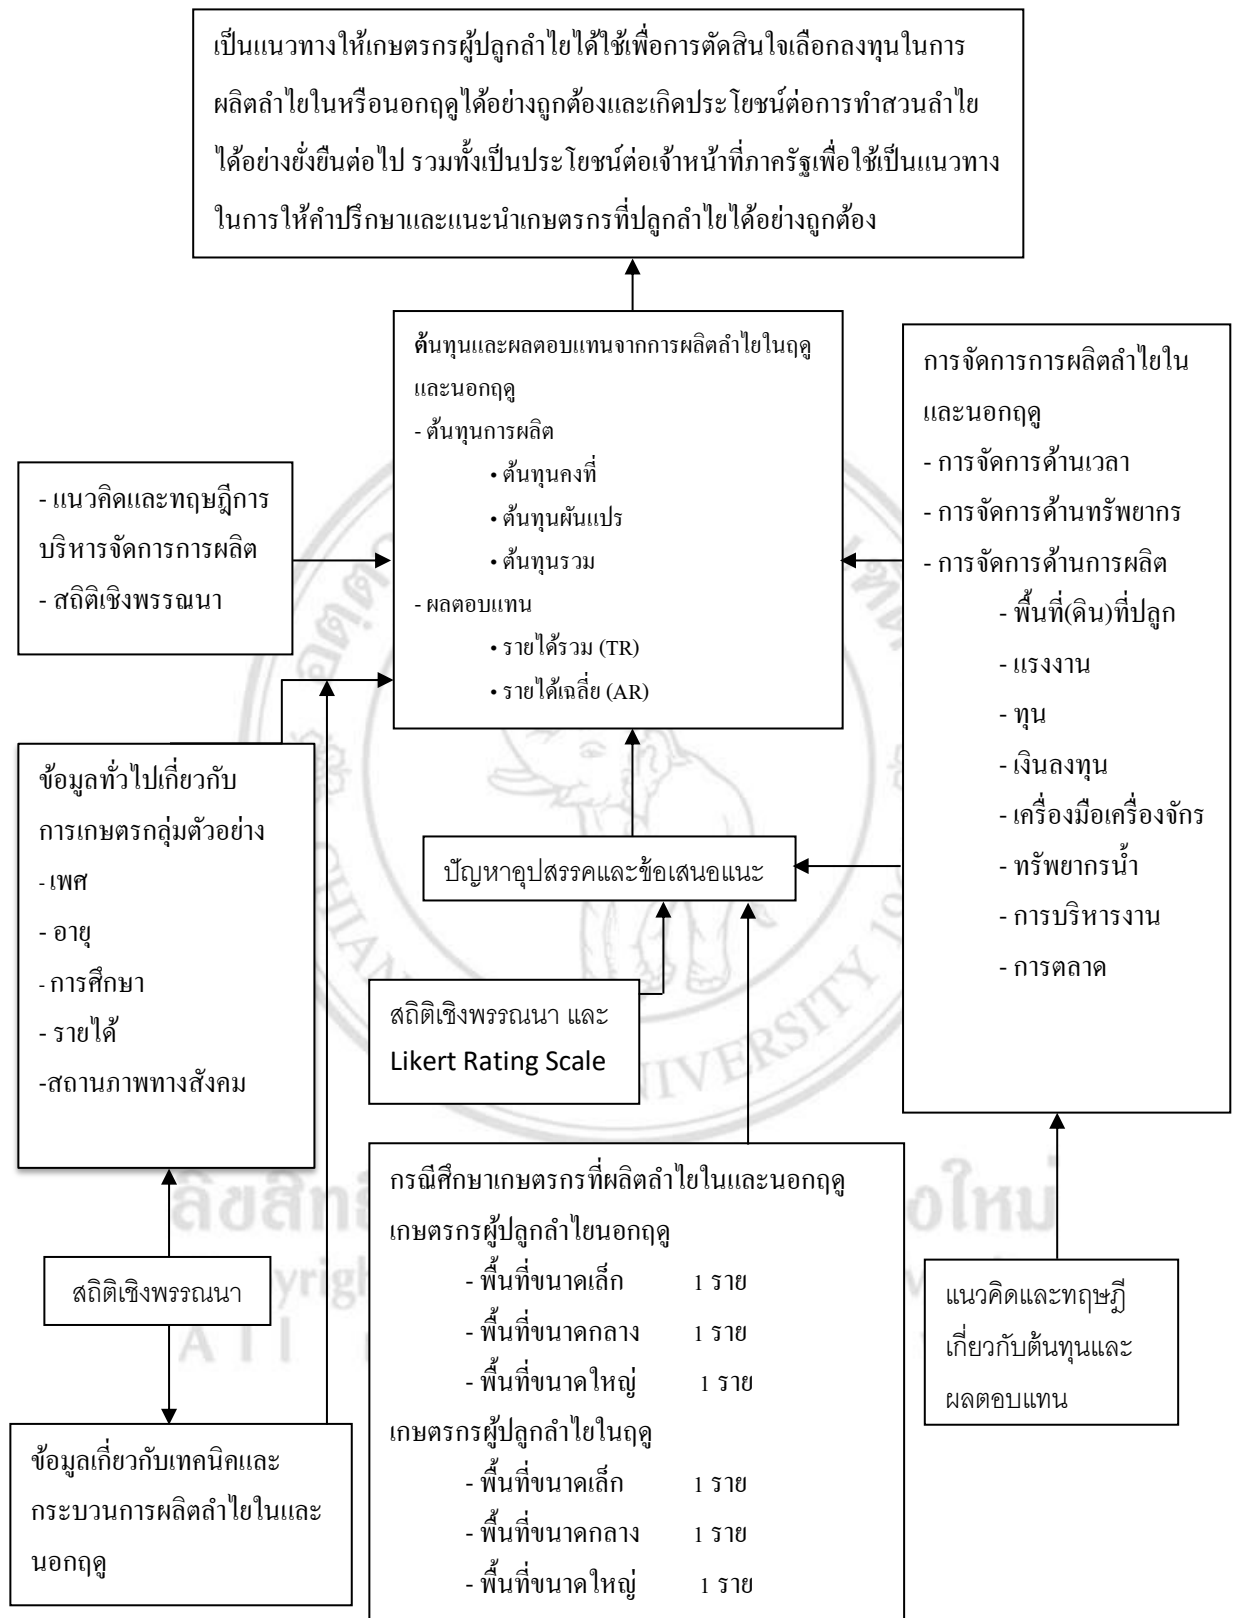 เป็นแนวทางให้เกษตรกรผู้ปลูกลำไยได้ใช้เพื่อการตัดสินใจเลือกลงทุนในการ
ผลิตลำไยในหรือนอกฤดูได้อย่างถูกต้องและเกิดประโยชน์ต่อการทำสวนลำไย
ได้อย่างยั่งยืนต่อไป รวมทั้งเป็นประโยชน์ต่อเจ้าหน้าที่ภาครัฐเพื่อใช้เป็นแนวทาง
ในการให้คำปรึกษาและแนะนำเกษตรกรที่ปลูกลำไยได้อย่างถูกต้อง
ต้นทุนและผลตอบแทนจากการผลิตลำไยในฤดู
และนอกฤดู
- ต้นทุนการผลิต
• ต้นทุนคงที่
• ต้นทุนผันแปร
• ต้นทุนรวม
- ผลตอบแทน
• รายได้รวม (TR)
• รายได้เฉลี่ย (AR)
การจัดการการผลิตลำไยใน
และนอกฤดู
- การจัดการด้านเวลา
- การจัดการด้านทรัพยากร
- การจัดการด้านการผลิต
- พื้นที่(ดิน)ที่ปลูก
- แรงงาน
- ทุน
- เงินลงทุน
- เครื่องมือเครื่องจักร
- ทรัพยากรน้ำ
- การบริหารงาน
- การตลาด
- แนวคิดและทฤษฎีการ
บริหารจัดการการผลิต
- สถิติเชิงพรรณนา
ข้อมูลทั่วไปเกี่ยวกับ
การเกษตรกลุ่มตัวอย่าง
- เพศ
- อายุ
- การศึกษา
- รายได้
-สถานภาพทางสังคม
ปัญหาอุปสรรคและข้อเสนอแนะ
สถิติเชิงพรรณนา และ
Likert Rating Scale
กรณีศึกษาเกษตรกรที่ผลิตลำไยในและนอกฤดู
เกษตรกรผู้ปลูกลำไยนอกฤดู
- พื้นที่ขนาดเล็ก 1 ราย
- พื้นที่ขนาดกลาง 1 ราย
- พื้นที่ขนาดใหญ่ 1 ราย
เกษตรกรผู้ปลูกลำไยในฤดู
- พื้นที่ขนาดเล็ก 1 ราย
- พื้นที่ขนาดกลาง 1 ราย
- พื้นที่ขนาดใหญ่ 1 ราย
สถิติเชิงพรรณนา
แนวคิดและทฤษฎี
เกี่ยวกับต้นทุนและ
ผลตอบแทน
ข้อมูลเกี่ยวกับเทคนิคและ
กระบวนการผลิตลำไยในและ
นอกฤดู